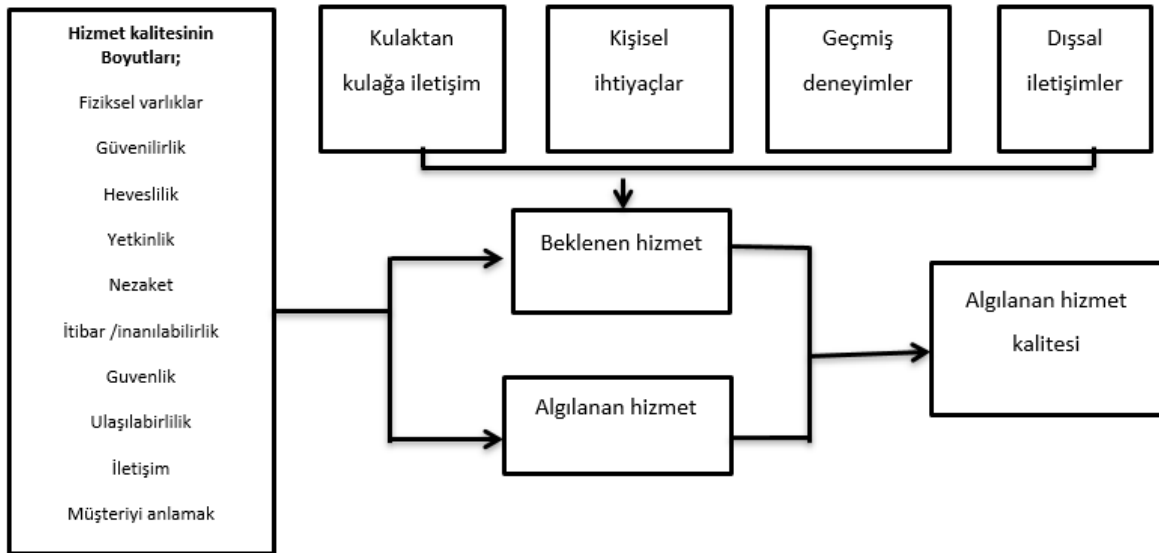 Hizmet kalitesinin
Boyutları;
Fiziksel varlıklar
Güvenilirlik
Heveslilik
Yetkinlik
Nezaket
İtibar /inanılabilirlik
Guvenlik
Ulaşılabirlilik
İletişim
Müşteriyi anlamak
Kulaktan
kulağa iletişim
Kişisel
ihtiyaçlar
Geçmiş
deneyimler
Dışsal
iletişimler
Beklenen hizmet
Algılanan hizmet
Algılanan hizmet
kalitesi